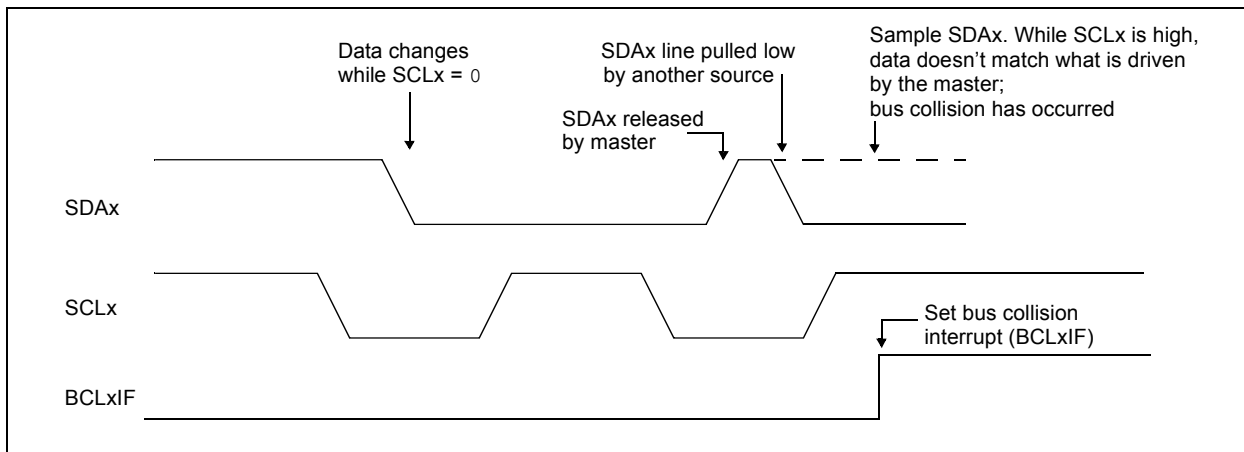 Data changes
while SCLx = 0
SDAx line pulled low
by another source
Sample SDAx. While SCLx is high,
data doesn't match what is driven
by the master;
bus collision has occurred
SDAx released
by master
SDAx
SCLx
Set bus collision
interrupt (BCLxIF)
BCLxIF